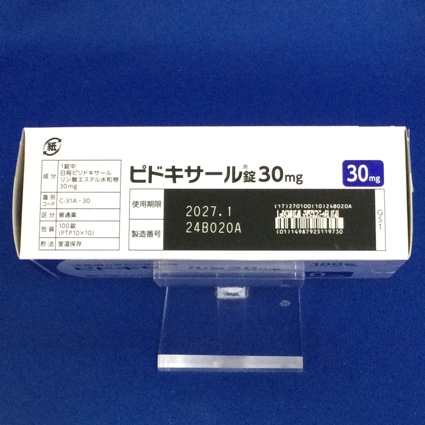 紙
成分
1錠中
日局ピリドキサール
リン酸エステル水和物
30mg
識別コード
C-31A・30
区分
普通薬
包装
100錠
(PTP10×10)
貯法
室温保存
ピドキサール®錠30mg
30mg
使用期限
2027.1
製造番号
24B020A
(17)270100(10)24B020A
(01)14987925119730
GS1